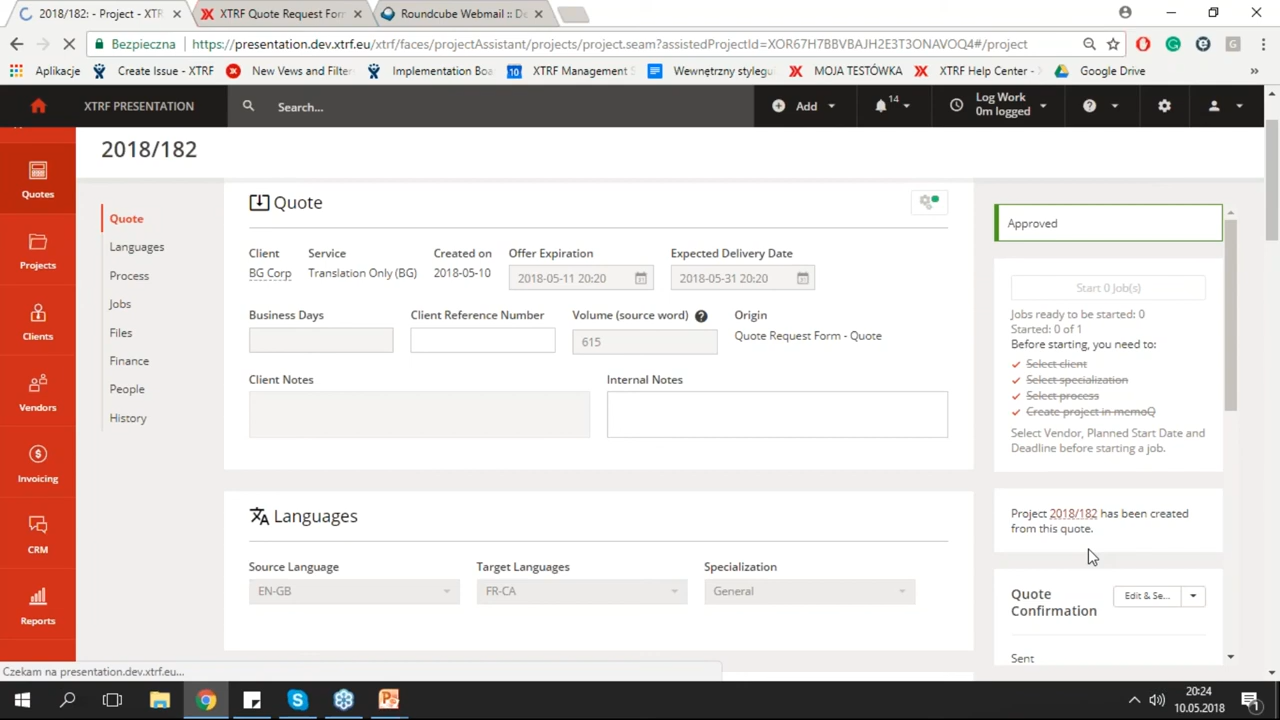 2018/182: - Project - XTR
XTRF Quote Request Form
Roundcube Webmail :: Do
Bezpieczna
https://presentation.dev.xtrf.eu/xtrf/faces/projectAssistant/projects/project.seam?assistedProjectId=XOR67H7BBVBAJH2E3T3ONAVOQ4#/project
Aplikacje
Create Issue - XTRF
New Vews and Filter
Implementation Boa
XTRF Management S
Wewnętrzny stylegu
MOJA TESTÓWKA
XTRF Help Center -
Google Drive
XTRF PRESENTATION
Search...
Add
14
Log Work
0m logged
2018/182
Quotes
Projects
Clients
Vendors
Invoicing
CRM
Reports
Quote
Languages
Process
Jobs
Files
Finance
People
History
Quote
Client
Service
Created on
Offer Expiration
Expected Delivery Date
BG Corp
Translation Only (BG)
2018-05-10
2018-05-11 20:20
2018-05-31 20:20
Business Days
Client Reference Number
Volume (source word)
Origin
615
Quote Request Form - Quote
Client Notes
Internal Notes
Languages
Source Language
Target Languages
Specialization
EN-GB
FR-CA
General
Approved
Start 0 Job(s)
Jobs ready to be started: 0
Started: 0 of 1
Before starting, you need to:
Select client
Select specialization
Select process
Create project in memoQ
Select Vendor, Planned Start Date and
Deadline before starting a job.
Project 2018/182 has been created
from this quote.
Quote
Confirmation
Edit & Se...
Sent
Czekam na presentation.dev.xtrf.eu...
20:24
10.05.2018
1